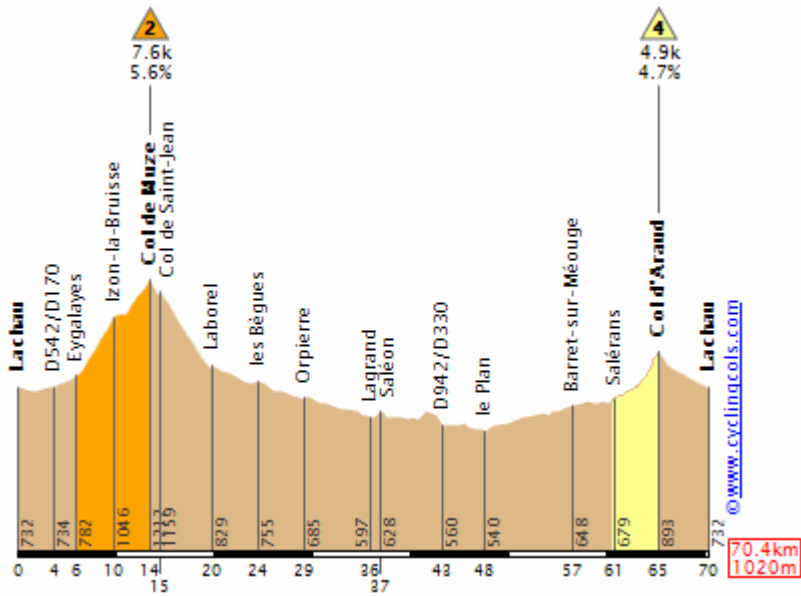 2
7.6k
5.6%
4
4.9k
4.7%
Lachau
D542/D170
Eygalayes
Izon-la-Bruisse
Col de Muze
Col de Saint-Jean
Laborel
les Bègues
Orpierre
Lagrand
Saléon
D942/D330
le Plan
Barret-sur-Méouge
Salérans
Col d'Araud
Lachau
©www.cyclingcols.com
732
734
782
1046
1159
829
755
685
597
628
560
540
648
679
893
732
0 4 6 10 14 20 24 29 36 43 48 57 61 65 70
15 37
70.4km
1020m